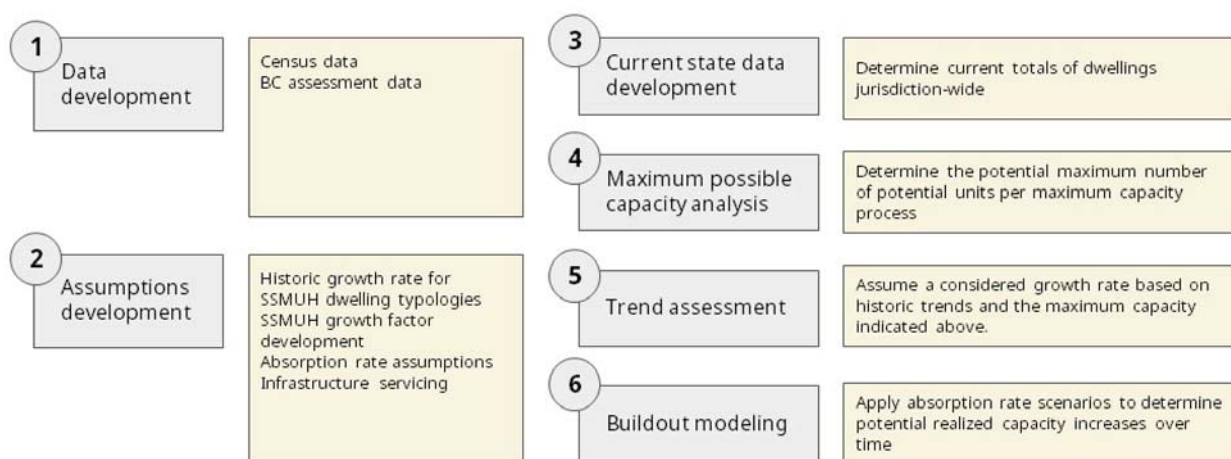 1
Data
development
Census data
BC assessment data
2
Assumptions
development
Historic growth rate for
SSMUH dwelling typologies
SSMUH growth factor
development
Absorption rate assumptions
Infrastructure servicing
3
Current state data
development
Determine current totals of dwellings
jurisdiction-wide
4
Maximum possible
capacity analysis
Determine the potential maximum number
of potential units per maximum capacity
process
5
Trend assessment
Assume a considered growth rate based on
historic trends and the maximum capacity
indicated above.
6
Buildout modeling
Apply absorption rate scenarios to determine
potential realized capacity increases over
time